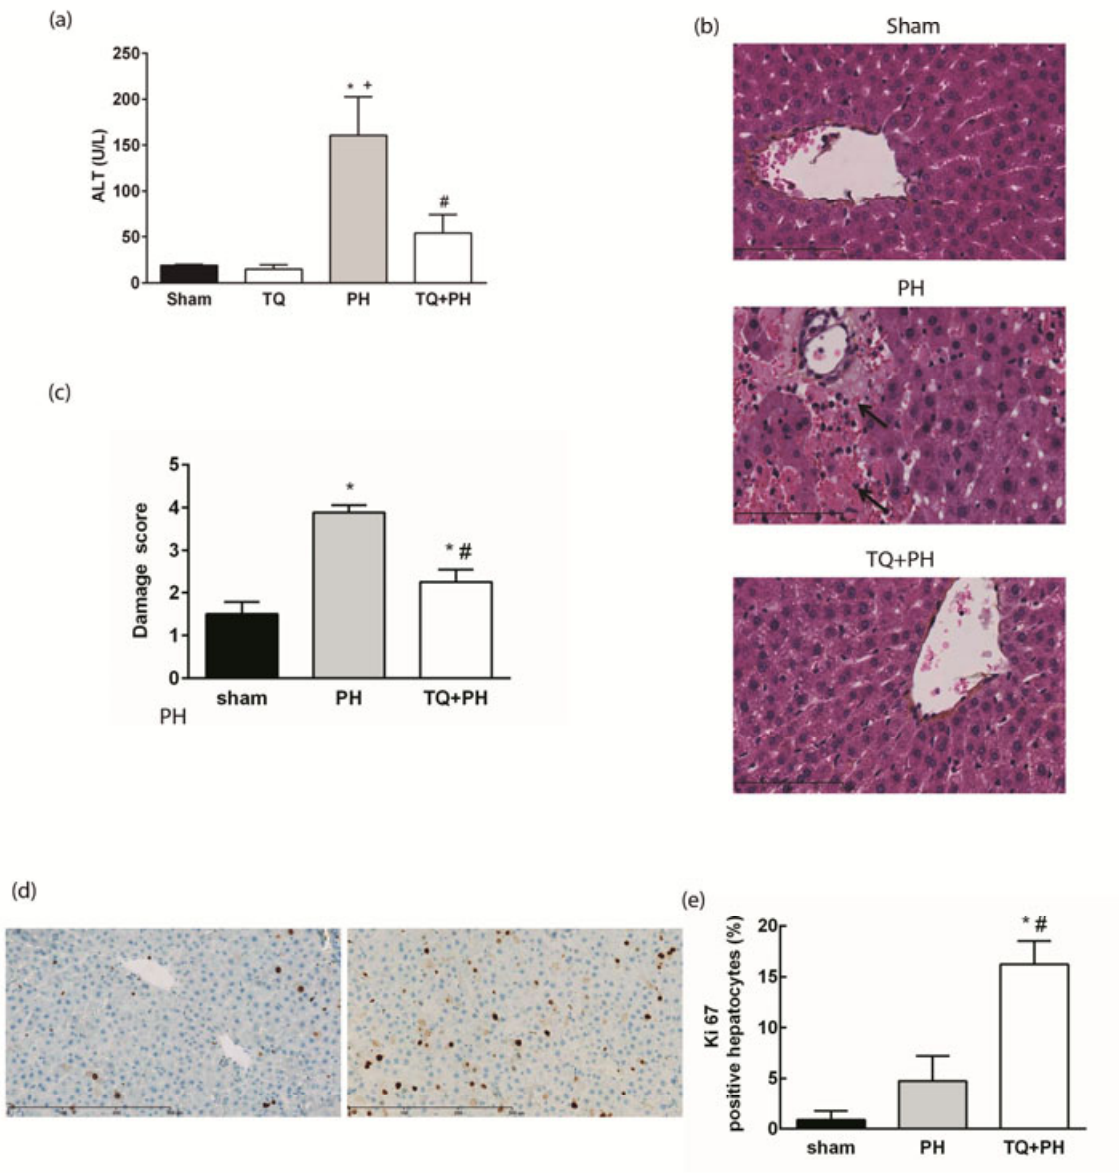 (a)
250
200
150
100
50
0
ALT (U/L)
* +
#
Sham TQ PH TQ+PH
(b)
Sham
PH
TQ+PH
(c)
5
4
3
2
1
0
Damage score
*
* #
sham PH TQ+PH
PH
(d)
(e)
20
15
10
5
0
Ki 67
positive hepatocytes (%)
* #
sham PH TQ+PH